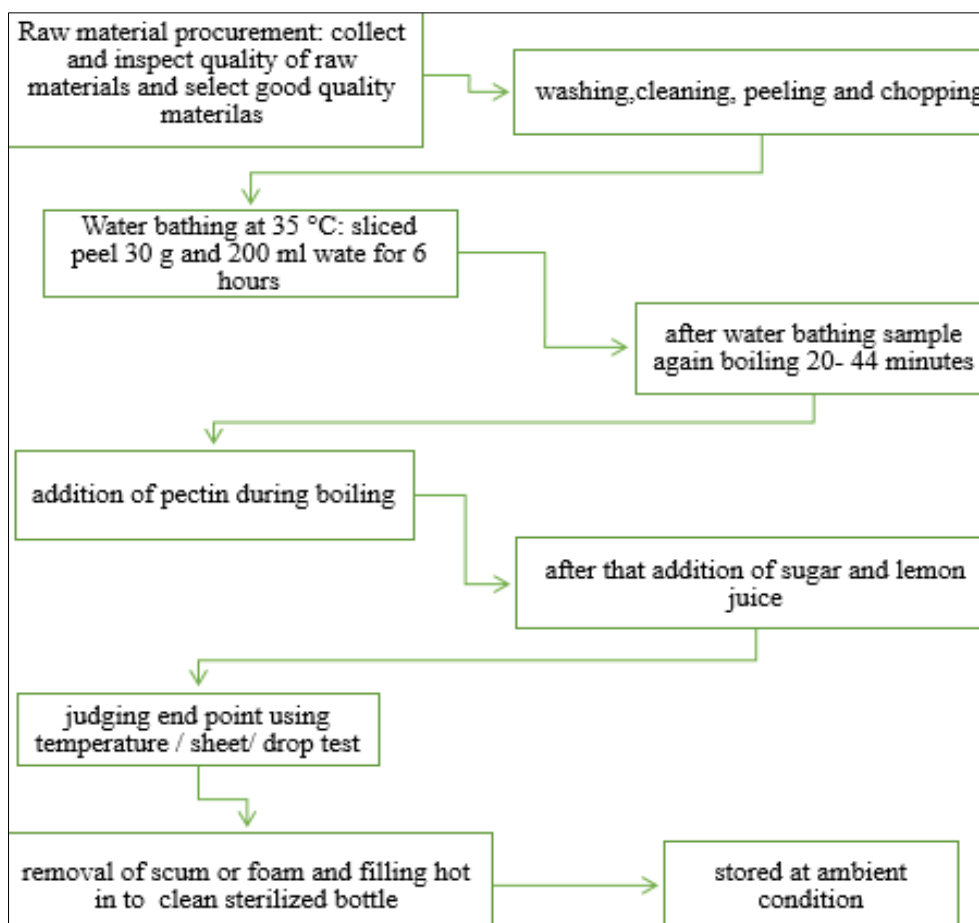 Raw material procurement: collect
and inspect quality of raw
materials and select good quality
materilas
washing,cleaning, peeling and chopping
Water bathing at 35 °C: sliced
peel 30 g and 200 ml wate for 6
hours
after water bathing sample
again boiling 20- 44 minutes
addition of pectin during boiling
after that addition of sugar and lemon
juice
judging end point using
temperature / sheet/ drop test
removal of scum or foam and filling hot
in to clean sterilized bottle
stored at ambient
condition